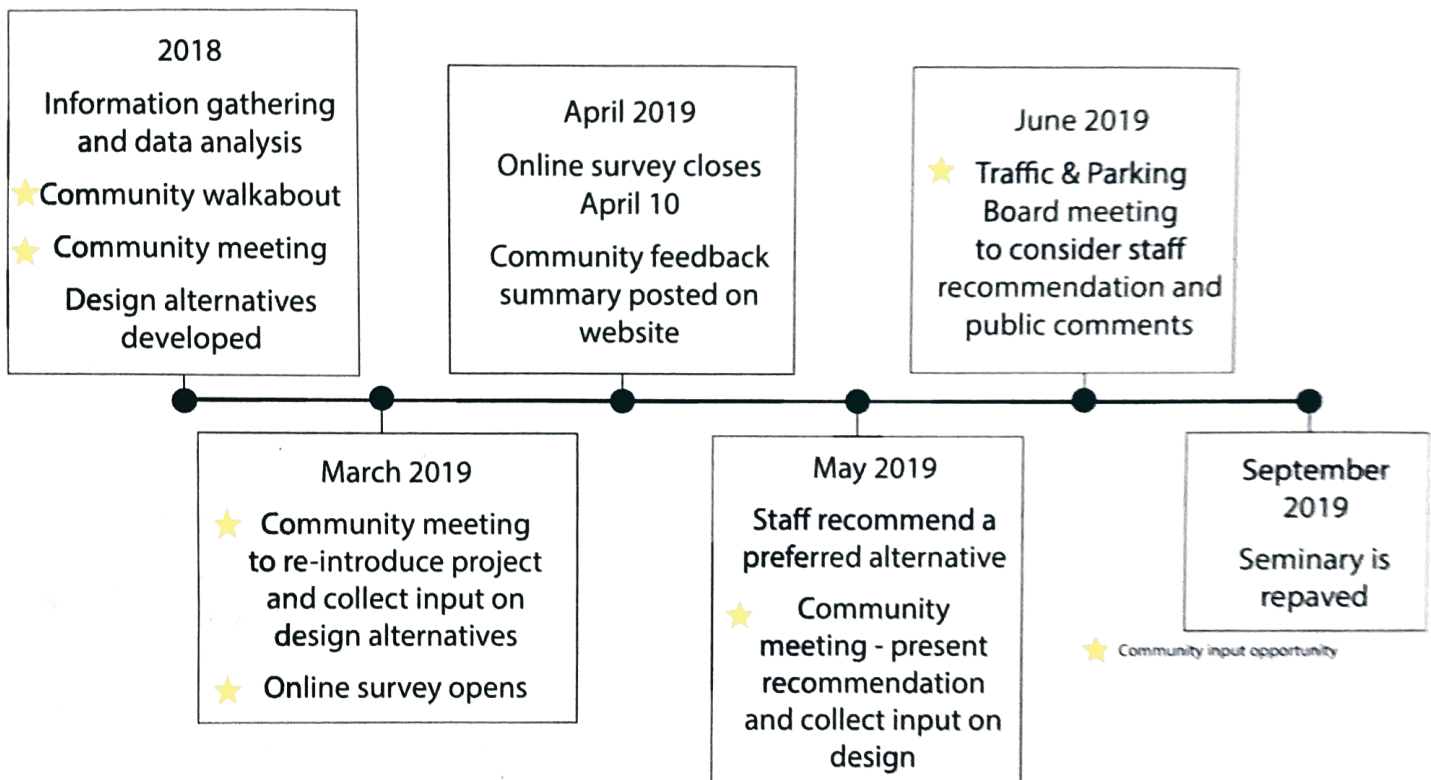 2018
Information gathering
and data analysis
Community walkabout
Community meeting
Design alternatives
developed
March 2019
Community meeting
to re-introduce project
and collect input on
design alternatives
Online survey opens
April 2019
Online survey closes
April 10
Community feedback
summary posted on
website
May 2019
Staff recommend a
preferred alternative
Community
meeting - present
recommendation
and collect input on
design
June 2019
Traffic & Parking
Board meeting
to consider staff
recommendation and
public comments
September
2019
Seminary is
repaved
Community input opportunity